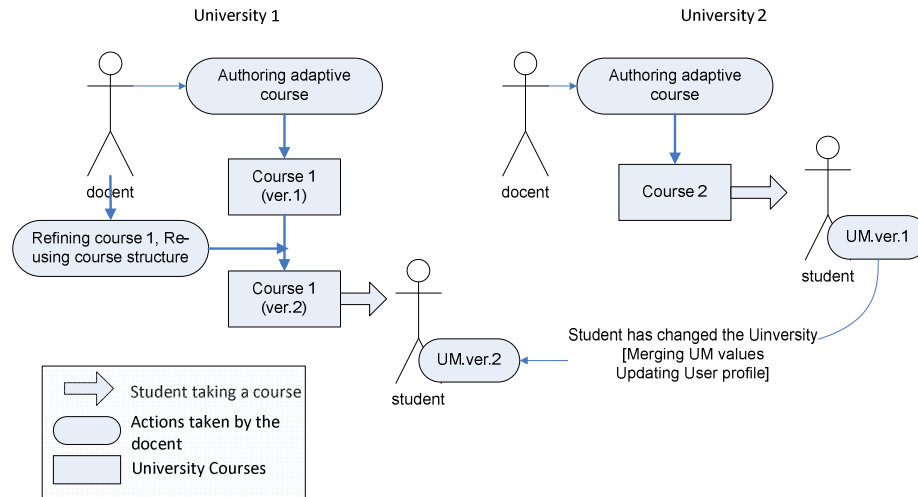 University 1
University 2
Authoring adaptive
course
Authoring adaptive
course
docent
Course 1
(ver.1)
docent
Course 2
Refining course 1, Re-
using course structure
UM.ver.1
student
Course 1
(ver.2)
Student has changed the Uinversity
[Merging UM values
Updating User profile]
UM.ver.2
student
Student taking a course
Actions taken by the
docent
University Courses